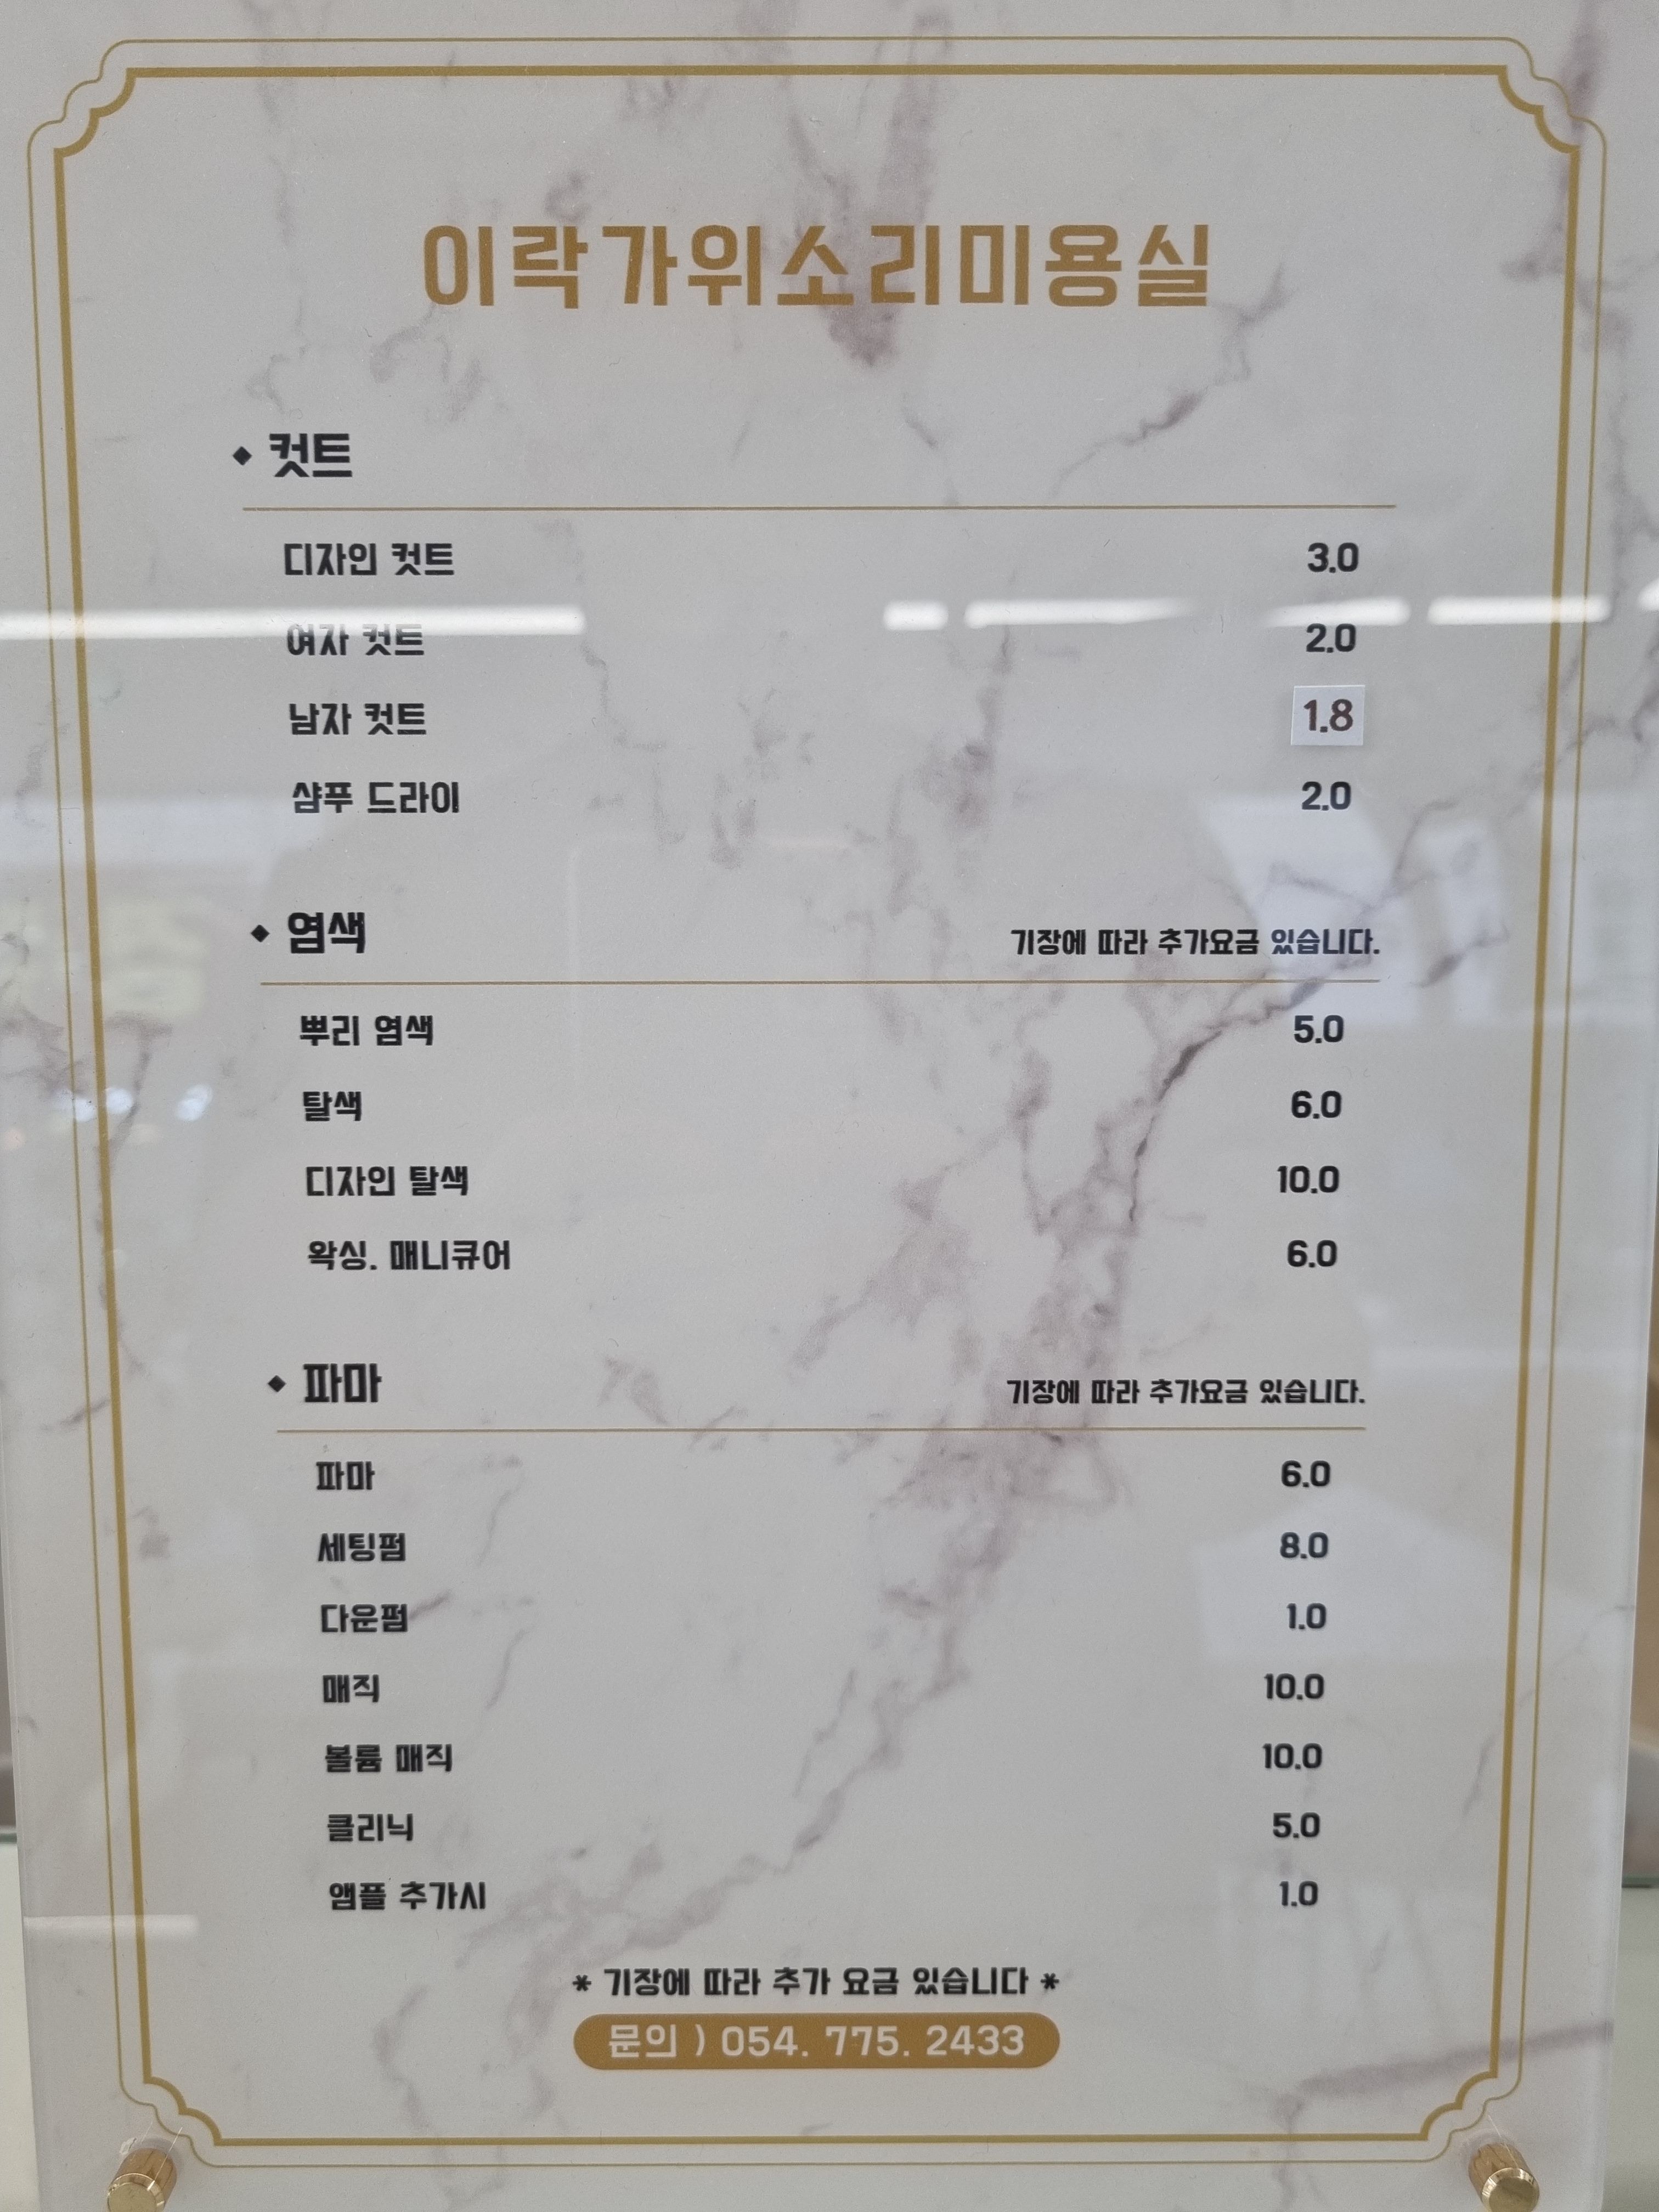 이락가위소리미용실
◆ 컷트
디자인 컷트 3.0
여자 컷트 2.0
남자 컷트 1.8
샴푸 드라이 2.0
◆ 염색 기장에 따라 추가요금 있습니다.
뿌리 염색 5.0
탈색 6.0
디자인 탈색 10.0
왁싱. 매니큐어 6.0
◆ 파마 기장에 따라 추가요금 있습니다.
파마 6.0
세팅펌 8.0
다운펌 1.0
매직 10.0
볼륨 매직 10.0
클리닉 5.0
앰플 추가시 1.0
* 기장에 따라 추가 요금 있습니다 *
문의 ) 054. 775. 2433